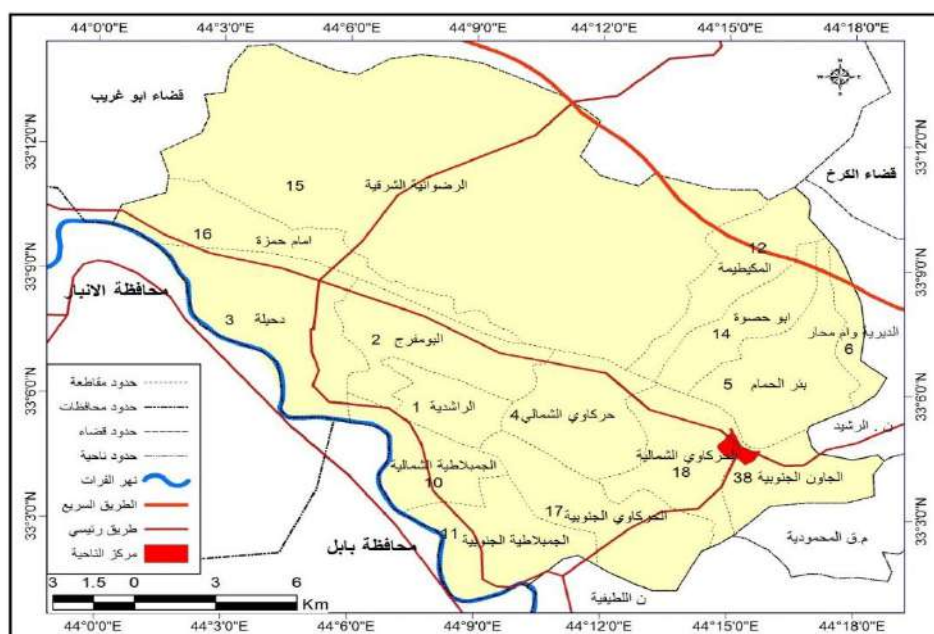 44°0'0"E 44°3'0"E 44°6'0"E 44°9'0"E 44°12'0"E 44°15'0"E 44°18'0"E
قضاء ابو غريب
33°12'0"N 33°12'0"N
قضاء الكرخ
15 الرضوانية الشرقية
16 امام حمزة
12
المكيطيمة
33°9'0"N 33°9'0"N
محافظة الانبار
3 دحيلة
ابو حصوة
14
الديرية وام محار
6
2 البومفرج
5 بئر الحمام
33°6'0"N 33°6'0"N
1 الراشدية
4 حركاوي الشمالي
ن . الرشيد
الجمبلاطية الشمالية
10
الحركاوي الشمالية
18
38 الجاون الجنوبية
17 الحركاوي الجنوبية
11 الجمبلاطية الجنوبية
33°3'0"N 33°3'0"N
محافظة بابل
م.ق المحمودية
ن اللطيفية
حدود مقاطعة
حدود محافظات
حدود قضاء
حدود ناحية
نهر الفرات
الطريق السريع
طريق رئيسي
مركز الناحية
3 1.5 0 3 6
Km
44°0'0"E 44°3'0"E 44°6'0"E 44°9'0"E 44°12'0"E 44°15'0"E 44°18'0"E